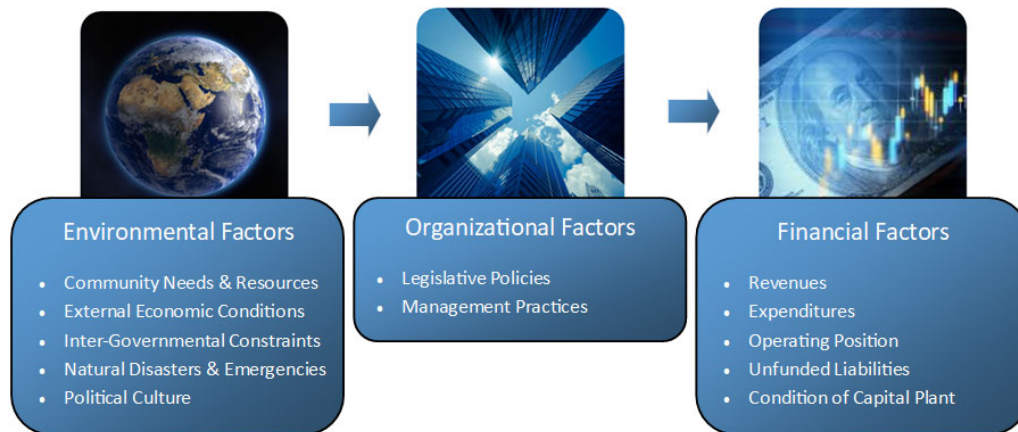 Environmental Factors
• Community Needs & Resources
• External Economic Conditions
• Inter-Governmental Constraints
• Natural Disasters & Emergencies
• Political Culture
Organizational Factors
• Legislative Policies
• Management Practices
Financial Factors
• Revenues
• Expenditures
• Operating Position
• Unfunded Liabilities
• Condition of Capital Plant